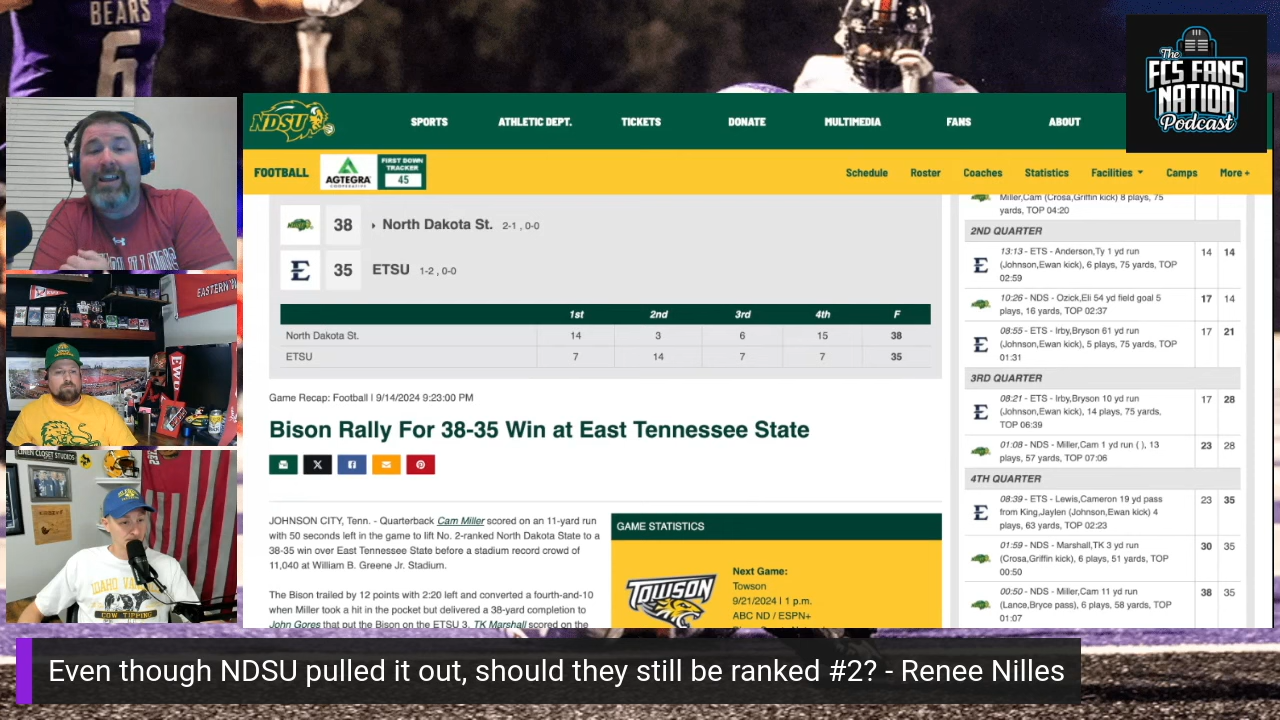 BEARS
6
The
FCS FANS
NATION
Podcast
NDSU
SPORTS
ATHLETIC DEPT.
TICKETS
DONATE
MULTIMEDIA
FANS
ABOUT
FOOTBALL
AGTEGRA
COOPERATIVE
FIRST DOWN
TRACKER
45
Schedule
Roster
Coaches
Statistics
Facilities
Camps
More +
38 North Dakota St. 2-1 , 0-0
35 ETSU 1-2 , 0-0
1st 2nd 3rd 4th F
North Dakota St. 14 3 6 15 38
ETSU 7 14 7 7 35
Game Recap: Football | 9/14/2024 9:23:00 PM
Bison Rally For 38-35 Win at East Tennessee State
JOHNSON CITY, Tenn. - Quarterback Cam Miller scored on an 11-yard run
with 50 seconds left in the game to lift No. 2-ranked North Dakota State to a
38-35 win over East Tennessee State before a stadium record crowd of
11,040 at William B. Greene Jr. Stadium.
The Bison trailed by 12 points with 2:20 left and converted a fourth-and-10
when Miller took a hit in the pocket but delivered a 38-yard completion to
John Gores that put the Bison on the ETSU 3. TK Marshall scored on the
GAME STATISTICS
TOWSON
Next Game:
Towson
9/21/2024 | 1 p.m.
ABC ND / ESPN+
Miller,Cam (Crosa,Griffin kick) 8 plays, 75
yards, TOP 04:20
2ND QUARTER
13:13 - ETS - Anderson,Ty 1 yd run 14 14
(Johnson,Ewan kick), 6 plays, 75 yards, TOP
02:59
10:26 - NDS - Ozick,Eli 54 yd field goal 5 17 14
plays, 16 yards, TOP 02:37
08:55 - ETS - Irby,Bryson 61 yd run 17 21
(Johnson,Ewan kick), 5 plays, 75 yards, TOP
01:31
3RD QUARTER
08:21 - ETS - Irby,Bryson 10 yd run 17 28
(Johnson,Ewan kick), 14 plays, 75 yards,
TOP 06:39
01:08 - NDS - Miller,Cam 1 yd run ( ), 13 23 28
plays, 57 yards, TOP 07:06
4TH QUARTER
08:39 - ETS - Lewis,Cameron 19 yd pass 23 35
from King,Jaylen (Johnson,Ewan kick) 4
plays, 63 yards, TOP 02:23
01:59 - NDS - Marshall,TK 3 yd run 30 35
(Crosa,Griffin kick), 6 plays, 51 yards, TOP
00:50
00:50 - NDS - Miller,Cam 11 yd run 38 35
(Lance,Bryce pass), 6 plays, 58 yards, TOP
01:07
EASTERN W
EWU
CLOSET STUDIOS
IDAHO
COW TIPPING
Even though NDSU pulled it out, should they still be ranked #2? - Renee Nilles